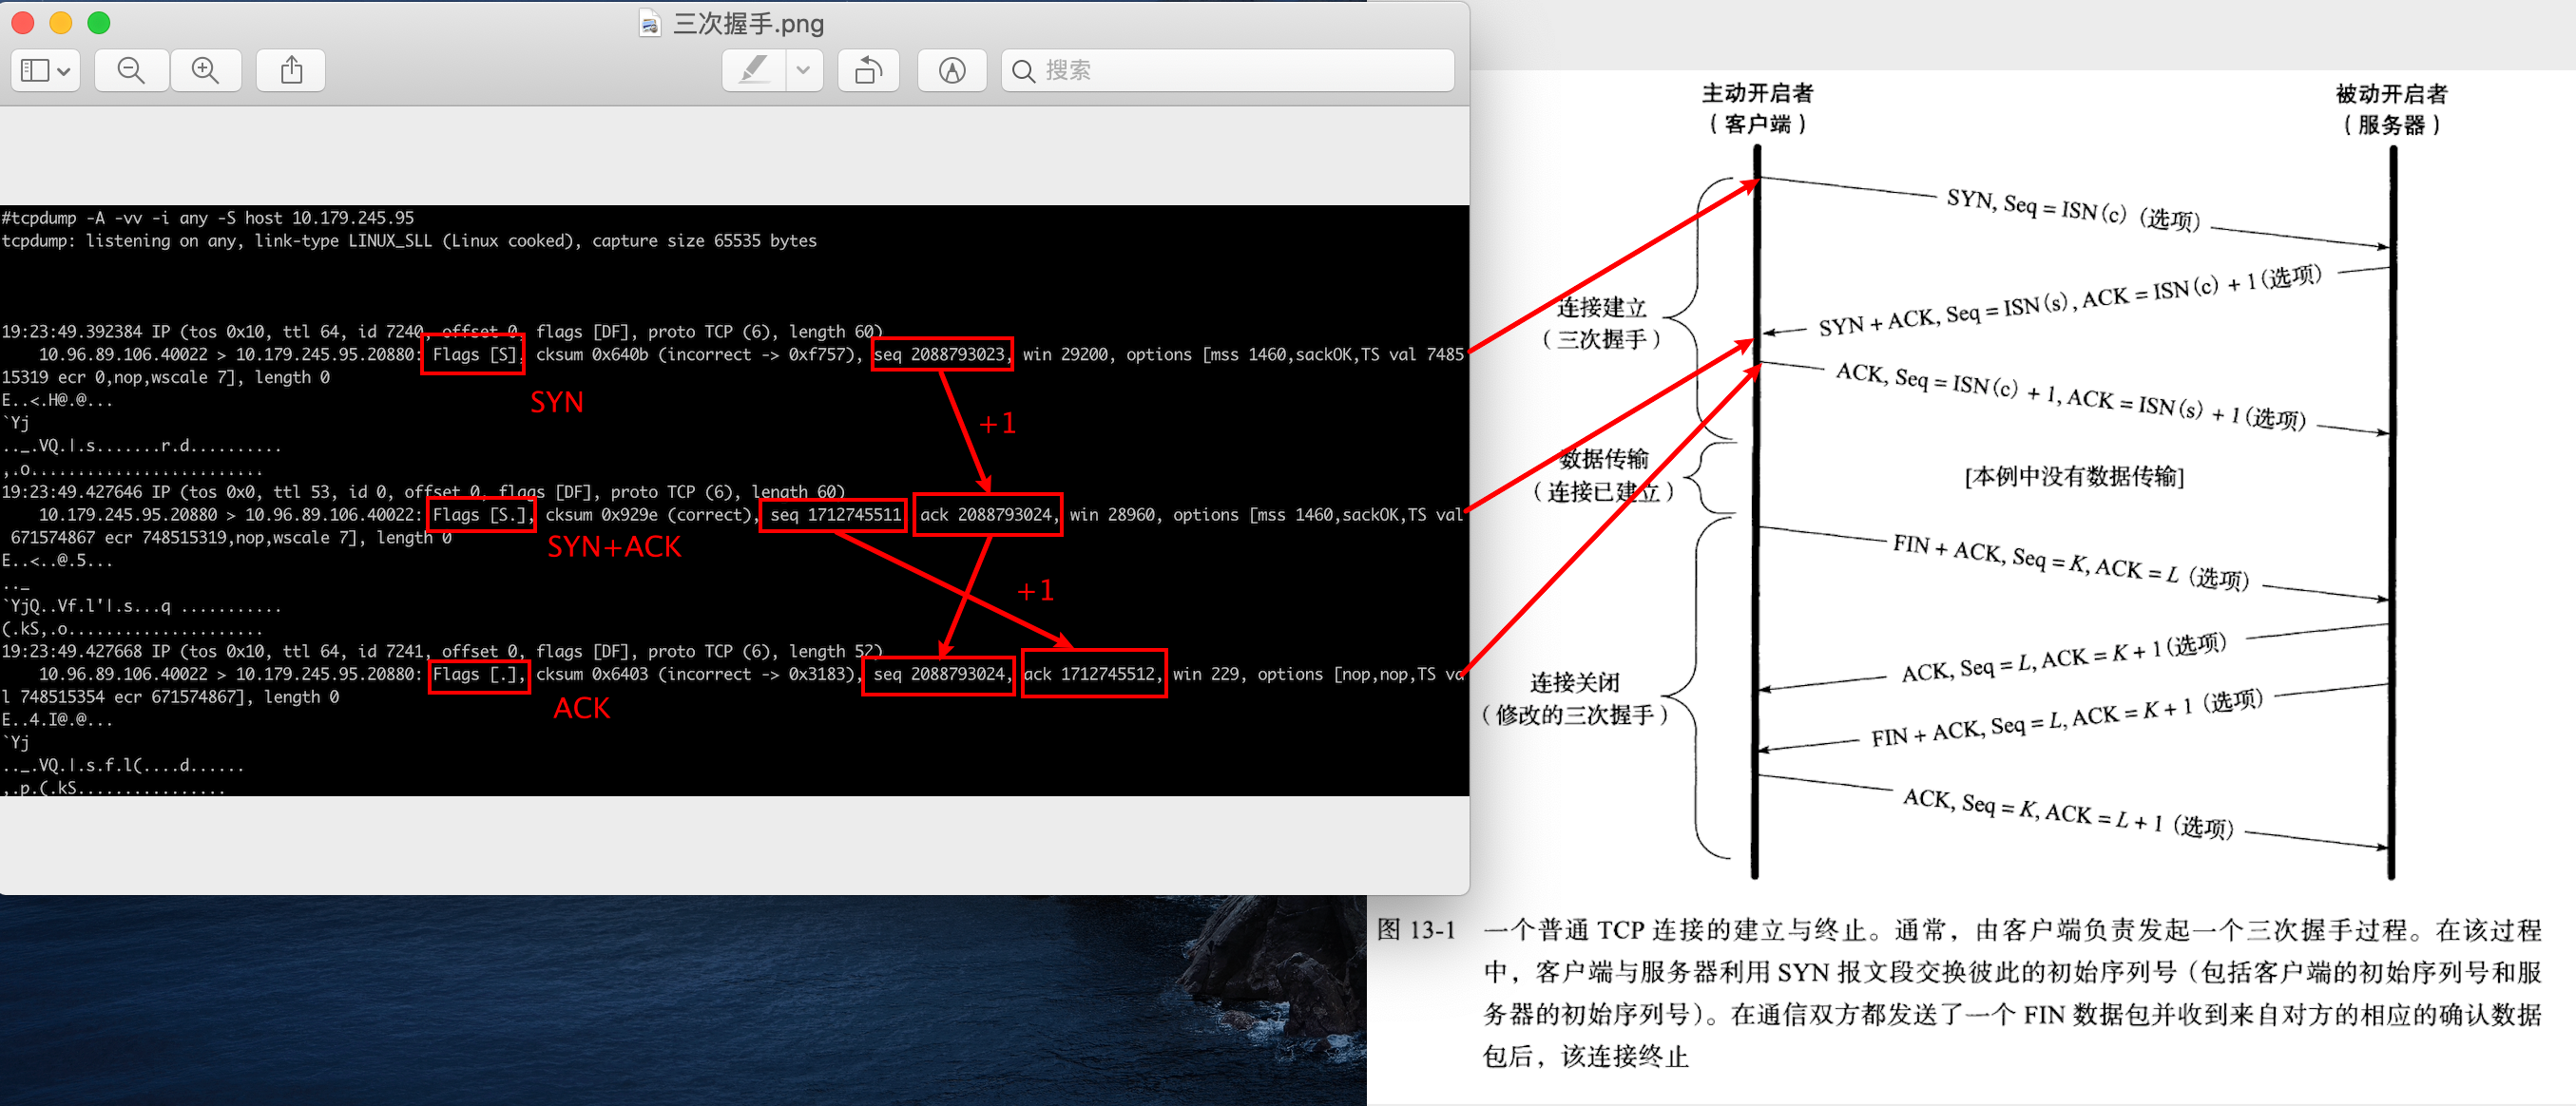 三次握手.png
搜索
#tcpdump -A -vv -i any -S host 10.179.245.95
tcpdump: listening on any, link-type LINUX_SLL (Linux cooked), capture size 65535 bytes
19:23:49.392384 IP (tos 0x10, ttl 64, id 7240, offset 0, flags [DF], proto TCP (6), length 60)
10.96.89.106.40022 > 10.179.245.95.20880: Flags [S], cksum 0x640b (incorrect -> 0xf757), seq 2088793023, win 29200, options [mss 1460,sackOK,TS val 7485
15319 ecr 0,nop,wscale 7], length 0
SYN
E..<.H@.@...
`Yj
+1
.._.VQ.|.s.......r.d..........
,.o.........................
19:23:49.427646 IP (tos 0x0, ttl 53, id 0, offset 0, flags [DF], proto TCP (6), length 60)
10.179.245.95.20880 > 10.96.89.106.40022: Flags [S.], cksum 0x929e (correct), seq 1712745511, ack 2088793024, win 28960, options [mss 1460,sackOK,TS val
671574867 ecr 748515319,nop,wscale 7], length 0
SYN+ACK
E..<..@.5...
.._
+1
`YjQ..Vf.l'|.s...q ...........
(.kS,.o.....................
19:23:49.427668 IP (tos 0x10, ttl 64, id 7241, offset 0, flags [DF], proto TCP (6), length 52)
10.96.89.106.40022 > 10.179.245.95.20880: Flags [.], cksum 0x6403 (incorrect -> 0x3183), seq 2088793024, ack 1712745512, win 229, options [nop,nop,TS va
l 748515354 ecr 671574867], length 0
ACK
E..4.I@.@...
`Yj
.._.VQ.|.s.f.l(....d......
,.p.(.kS................
主动开启者
（客户端）
被动开启者
（服务器）
SYN, Seq = ISN(c) (选项)
连接建立
（三次握手）
SYN + ACK, Seq = ISN(s), ACK = ISN(c) + 1 (选项)
ACK, Seq = ISN(c) + 1, ACK = ISN(s) + 1 (选项)
数据传输
（连接已建立）
[本例中没有数据传输]
FIN + ACK, Seq = K, ACK = L (选项)
连接关闭
（修改的三次握手）
ACK, Seq = L, ACK = K + 1 (选项)
FIN + ACK, Seq = L, ACK = K + 1 (选项)
ACK, Seq = K, ACK = L + 1 (选项)
图 13-1 一个普通 TCP 连接的建立与终止。通常，由客户端负责发起一个三次握手过程。在该过程
中，客户端与服务器利用 SYN 报文段交换彼此的初始序列号（包括客户端的初始序列号和服
务器的初始序列号）。在通信双方都发送了一个 FIN 数据包并收到来自对方的相应的确认数据
包后，该连接终止